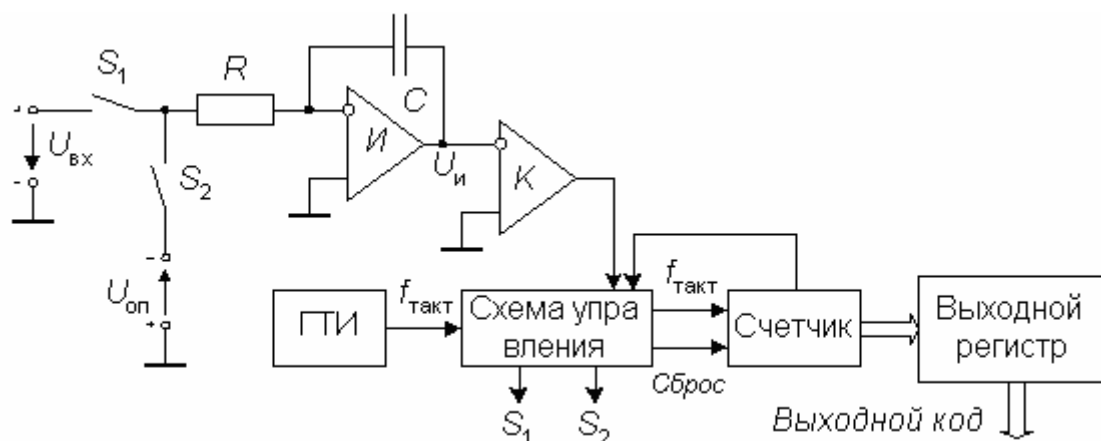 S1
R
C
+
Uвх
-
И
Uи
K
S2
-
Uоп
+
fтакт
ГТИ
fтакт
Схема упра
вления
Счетчик
Выходной
регистр
Сброс
S1
S2
Выходной код